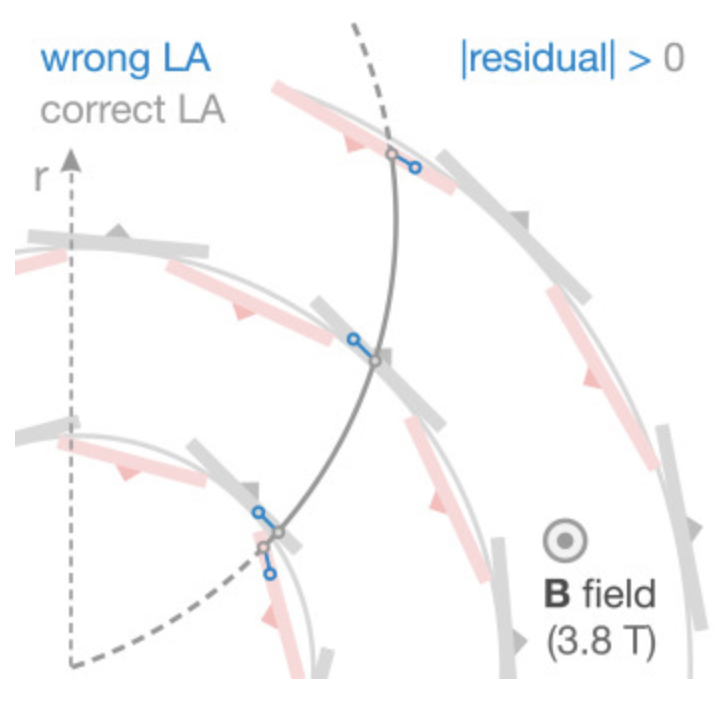 wrong LA
|residual| > 0
correct LA
r
B field
(3.8 T)